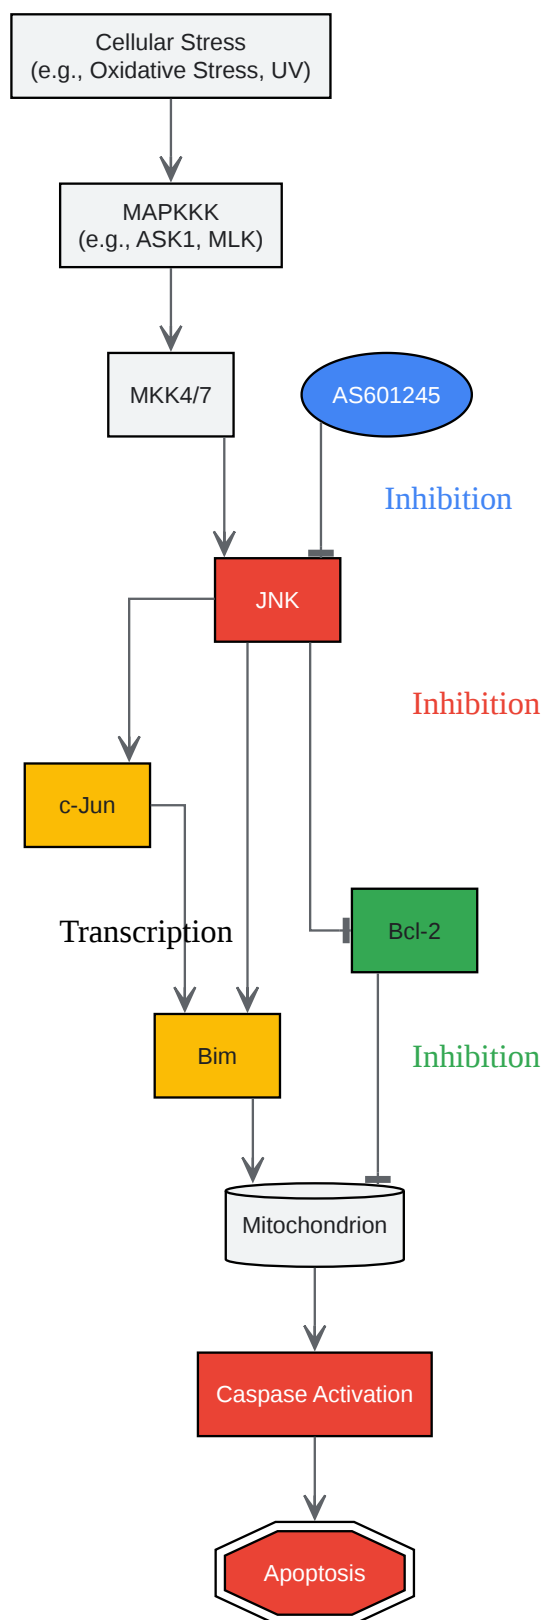 Cellular Stress
(e.g., Oxidative Stress, UV)
MAPKKK
(e.g., ASK1, MLK)
MKK4/7
AS601245
Inhibition
JNK
Inhibition
c-Jun
Transcription
Bcl-2
Bim
Inhibition
Mitochondrion
Caspase Activation
Apoptosis